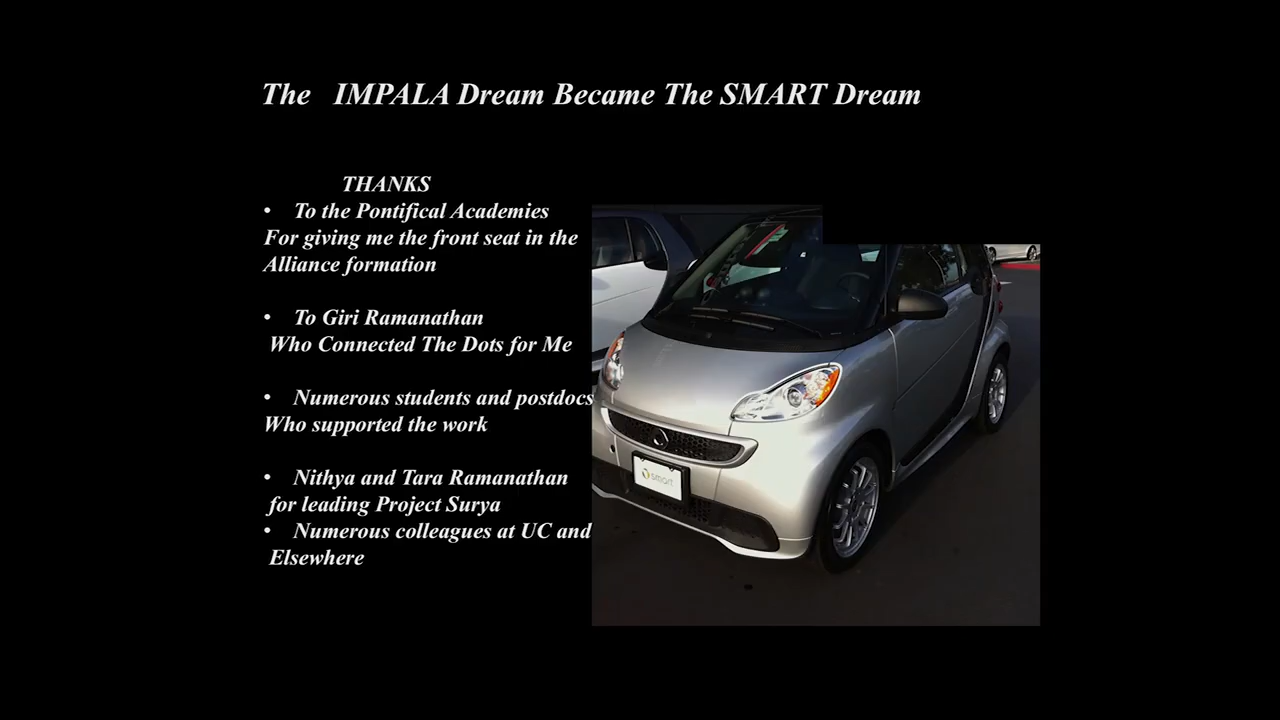 The IMPALA Dream Became The SMART Dream
THANKS
• To the Pontifical Academies
For giving me the front seat in the
Alliance formation
• To Giri Ramanathan
Who Connected The Dots for Me
• Numerous students and postdocs
Who supported the work
• Nithya and Tara Ramanathan
for leading Project Surya
• Numerous colleagues at UC and
Elsewhere
smart